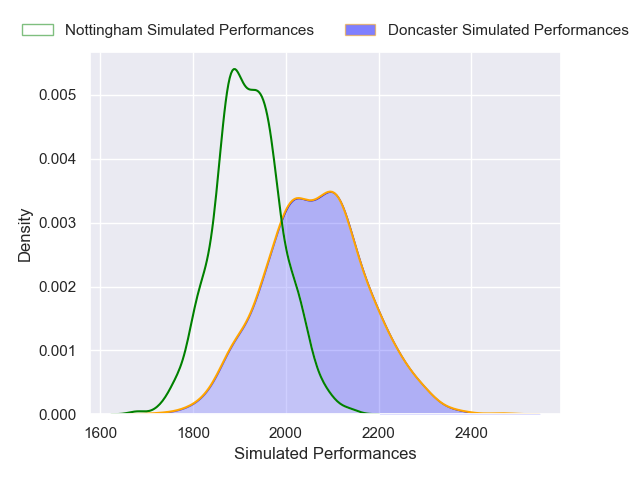 Nottingham Simulated Performances
Doncaster Simulated Performances
0.005
0.004
0.003
0.002
0.001
0.000
Density
1600 1800 2000 2200 2400
Simulated Performances